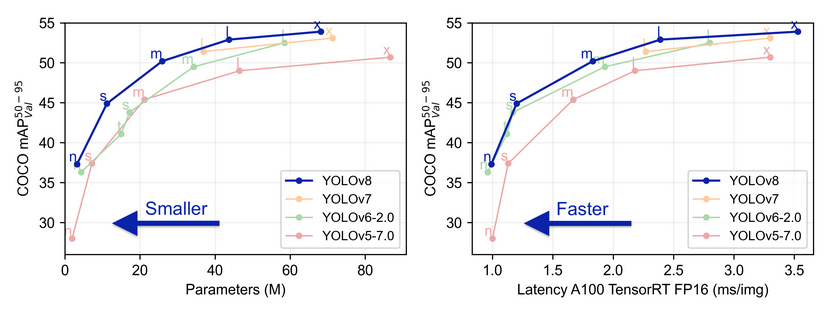 55
50
45
40
35
30
COCO mAP 50−95 Val
n
s
m
l
x
l
x
n
t
s
m
l
n
s
m
l
x
Smaller
YOLOv8
YOLOv7
YOLOv6-2.0
YOLOv5-7.0
0 20 40 60 80
Parameters (M)
55
50
45
40
35
30
COCO mAP 50−95 Val
n
s
m
l
x
l
x
n
t
s
m
l
n
s
m
l
x
Faster
YOLOv8
YOLOv7
YOLOv6-2.0
YOLOv5-7.0
1.0 1.5 2.0 2.5 3.0 3.5
Latency A100 TensorRT FP16 (ms/img)